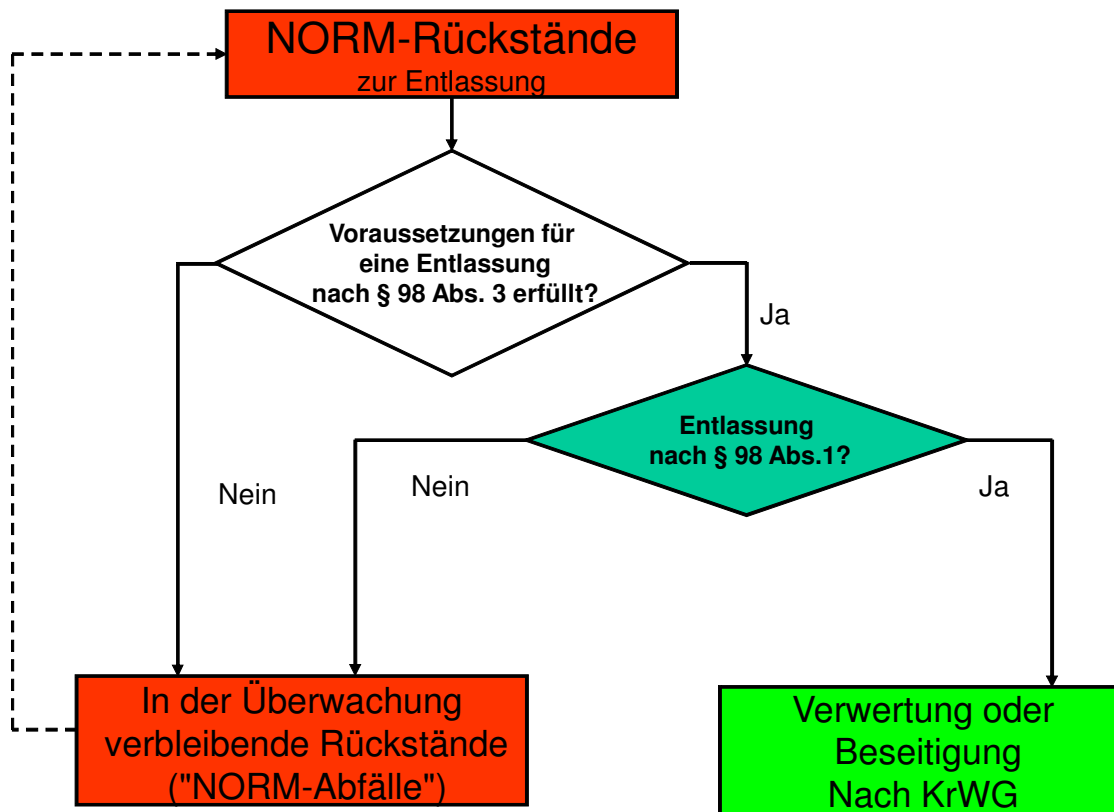 NORM-Rückstände
zur Entlassung
Voraussetzungen für
eine Entlassung
nach § 98 Abs. 3 erfüllt?
Ja
Entlassung
nach § 98 Abs.1?
Nein
Nein
Ja
In der Überwachung
verbleibende Rückstände
("NORM-Abfälle")
Verwertung oder
Beseitigung
Nach KrWG